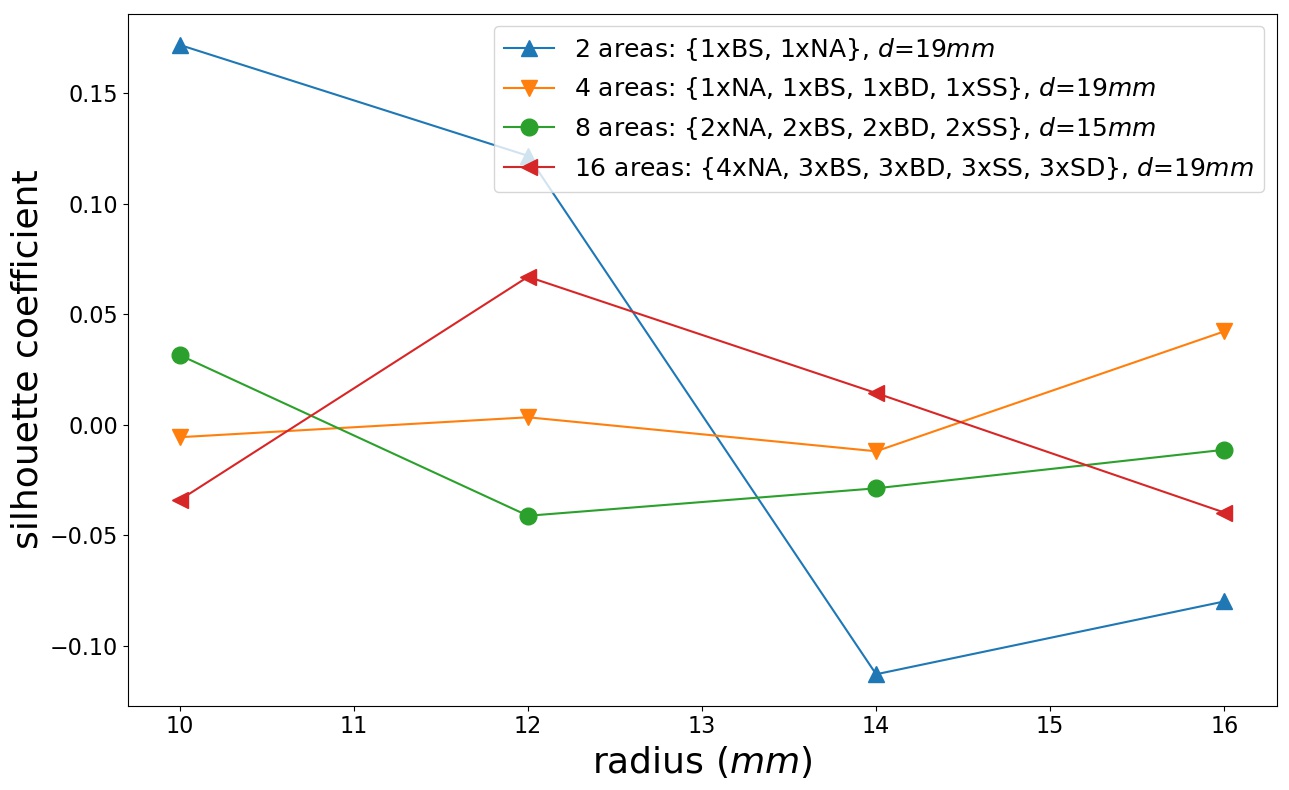 2 areas: {1xBS, 1xNA}, d=19mm
4 areas: {1xNA, 1xBS, 1xBD, 1xSS}, d=19mm
8 areas: {2xNA, 2xBS, 2xBD, 2xSS}, d=15mm
16 areas: {4xNA, 3xBS, 3xBD, 3xSS, 3xSD}, d=19mm
silhouette coefficient
0.15
0.10
0.05
0.00
−0.05
−0.10
10 11 12 13 14 15 16
radius (mm)